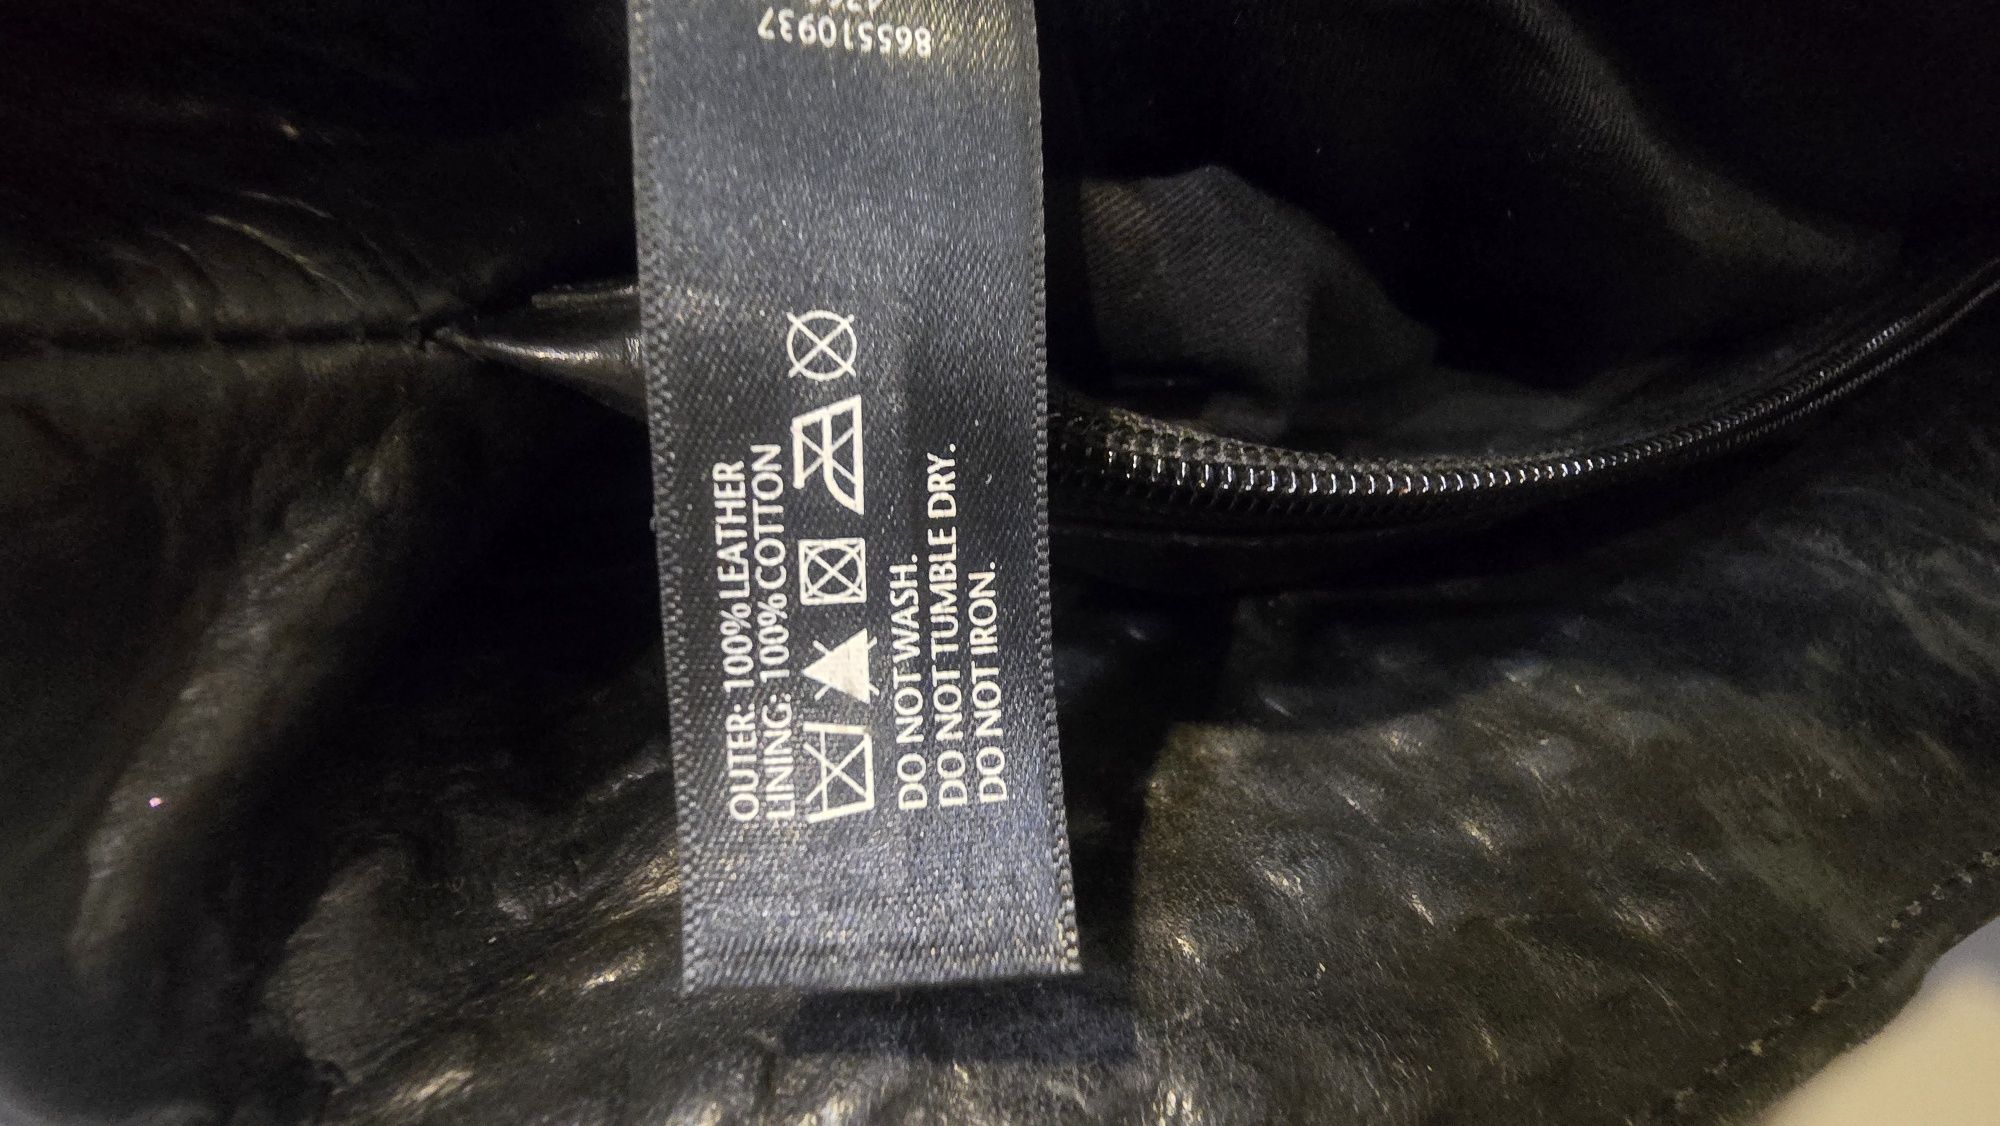 865510937
OUTER: 100% LEATHER
LINING: 100% COTTON
DO NOT WASH.
DO NOT TUMBLE DRY.
DO NOT IRON.